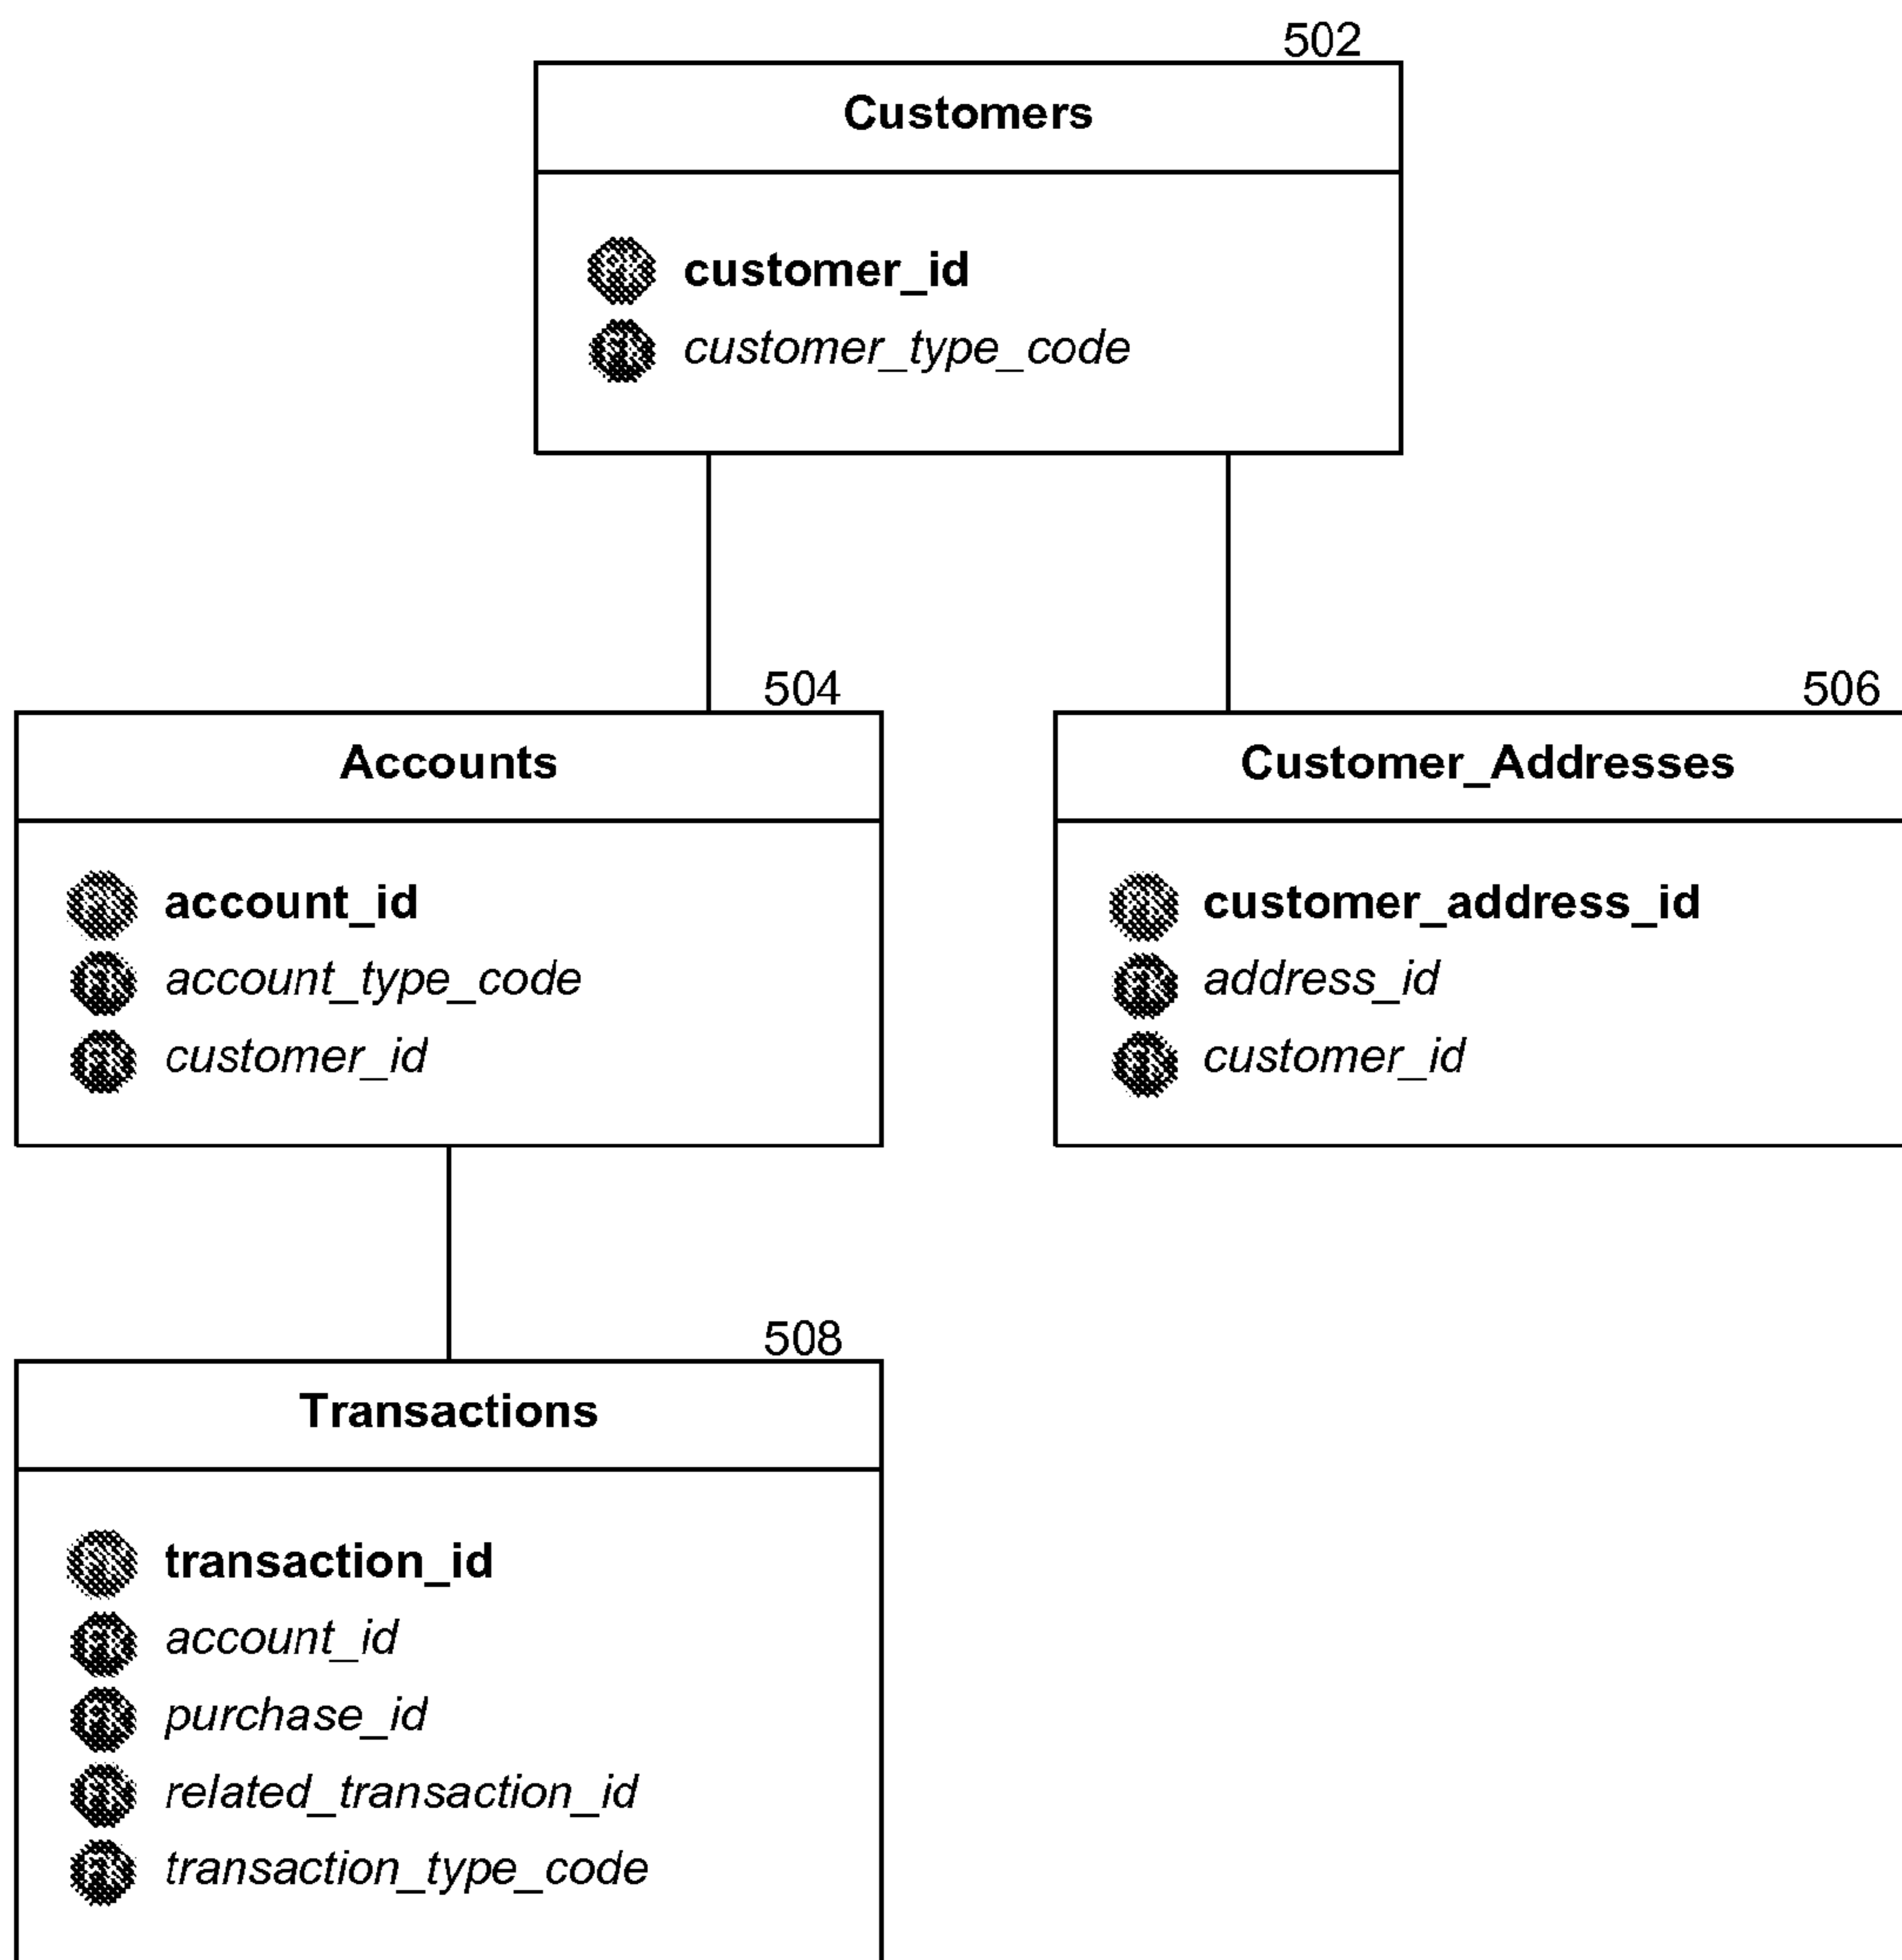 502
Customers
customer_id
customer_type_code
504
Accounts
account_id
account_type_code
customer_id
506
Customer_Addresses
customer_address_id
address_id
customer_id
508
Transactions
transaction_id
account_id
purchase_id
related_transaction_id
transaction_type_code